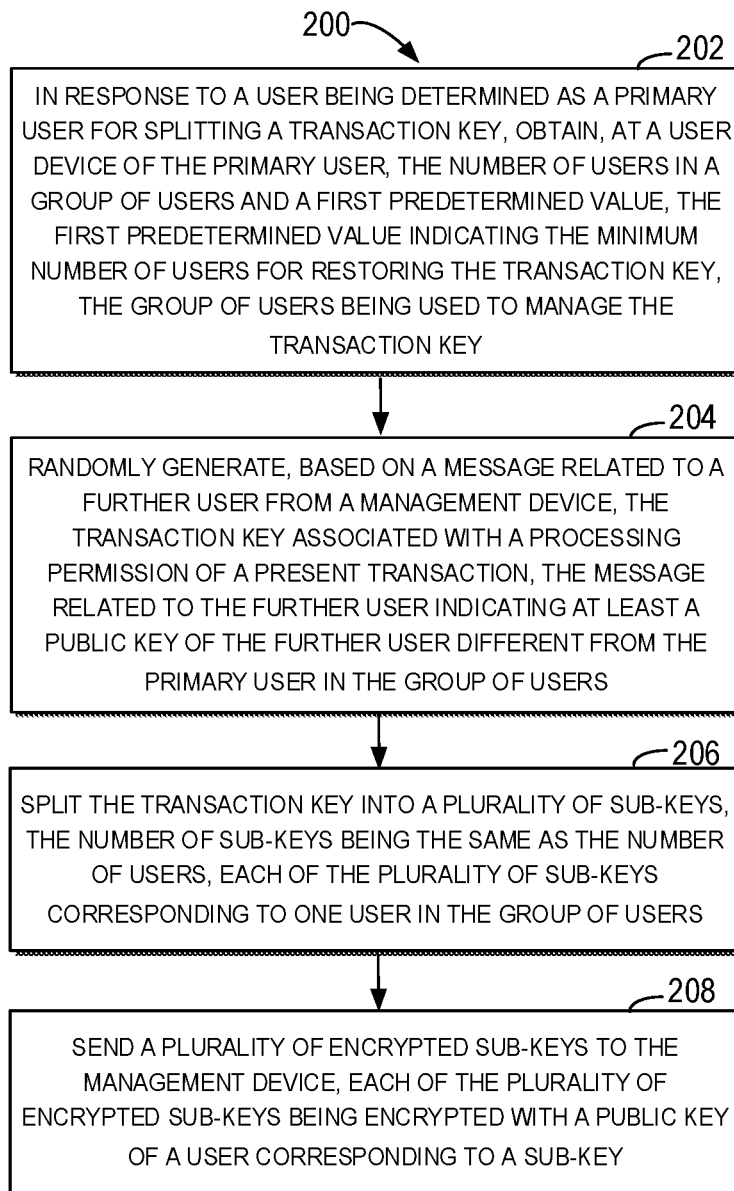 200
202
IN RESPONSE TO A USER BEING DETERMINED AS A PRIMARY
USER FOR SPLITTING A TRANSACTION KEY, OBTAIN, AT A USER
DEVICE OF THE PRIMARY USER, THE NUMBER OF USERS IN A
GROUP OF USERS AND A FIRST PREDETERMINED VALUE, THE
FIRST PREDETERMINED VALUE INDICATING THE MINIMUM
NUMBER OF USERS FOR RESTORING THE TRANSACTION KEY,
THE GROUP OF USERS BEING USED TO MANAGE THE
TRANSACTION KEY
204
RANDOMLY GENERATE, BASED ON A MESSAGE RELATED TO A
FURTHER USER FROM A MANAGEMENT DEVICE, THE
TRANSACTION KEY ASSOCIATED WITH A PROCESSING
PERMISSION OF A PRESENT TRANSACTION, THE MESSAGE
RELATED TO THE FURTHER USER INDICATING AT LEAST A
PUBLIC KEY OF THE FURTHER USER DIFFERENT FROM THE
PRIMARY USER IN THE GROUP OF USERS
206
SPLIT THE TRANSACTION KEY INTO A PLURALITY OF SUB-KEYS,
THE NUMBER OF SUB-KEYS BEING THE SAME AS THE NUMBER
OF USERS, EACH OF THE PLURALITY OF SUB-KEYS
CORRESPONDING TO ONE USER IN THE GROUP OF USERS
208
SEND A PLURALITY OF ENCRYPTED SUB-KEYS TO THE
MANAGEMENT DEVICE, EACH OF THE PLURALITY OF
ENCRYPTED SUB-KEYS BEING ENCRYPTED WITH A PUBLIC KEY
OF A USER CORRESPONDING TO A SUB-KEY